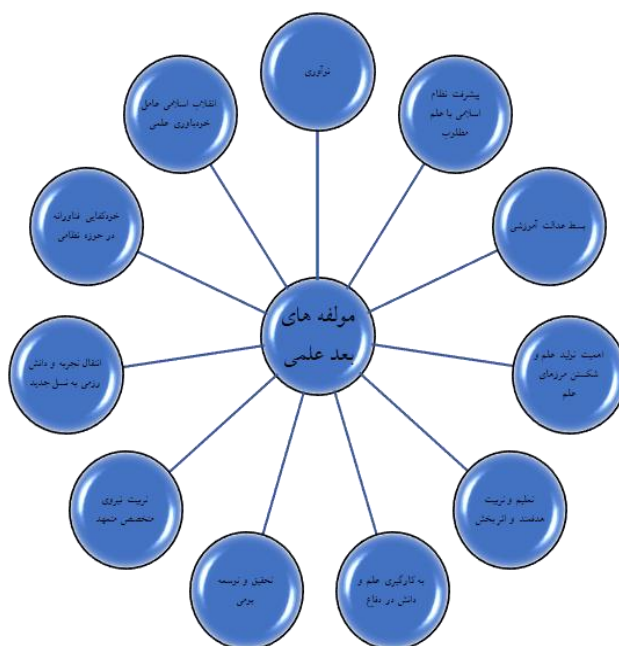 نوآوری
پیشرفت نظام
اسلامی با علم
مطلوب
بسط عدالت آموزشی
اهمیت تولید علم و
شکستن مرزهای
علم
تعلیم و تربیت
هدفمند و اثربخش
به کارگیری علم و
دانش در دفاع
تحقیق و توسعه
بومی
تربیت نیروی
متخصص متعهد
انتقال تجربه و دانش
رزمی به نسل جدید
خودکفایی فناورانه
در حوزه نظامی
انقلاب اسلامی عامل
خودباوری علمی
مولفه های
بعد علمی